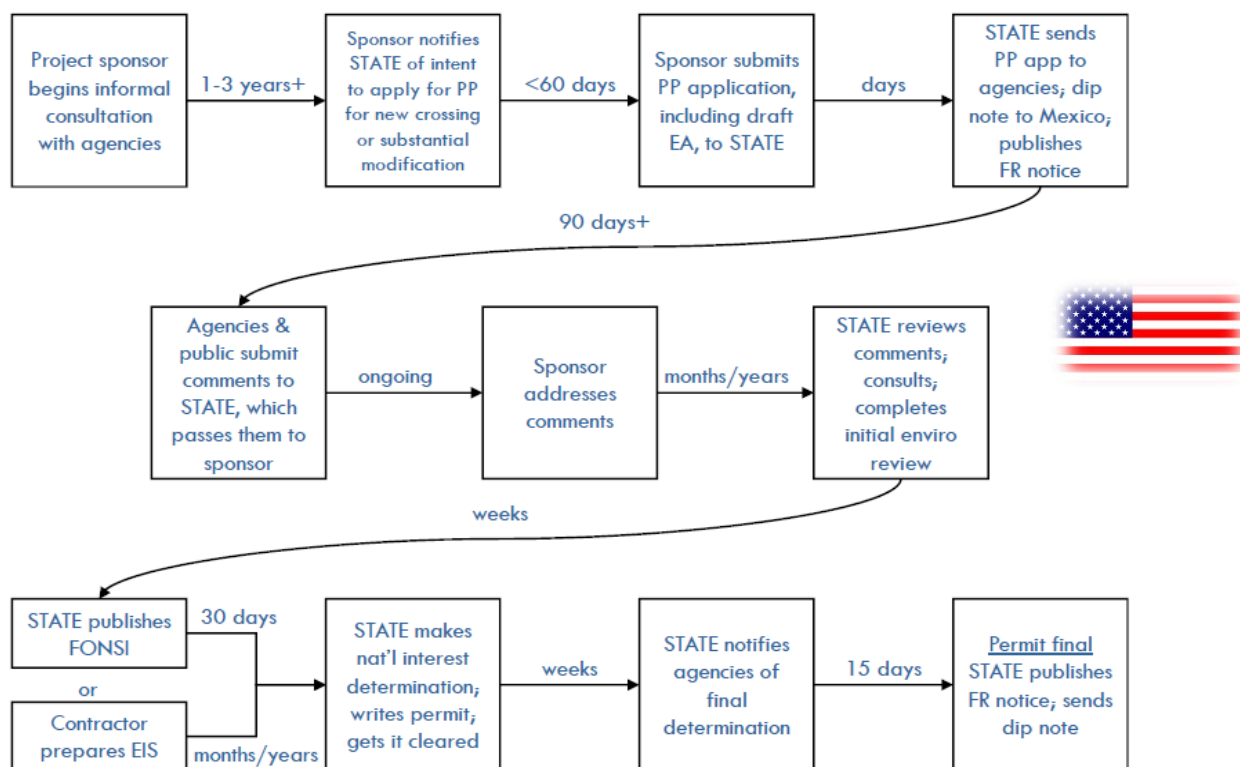 Project sponsor
begins informal
consultation
with agencies
1-3 years+
Sponsor notifies
STATE of intent
to apply for PP
for new crossing
or substantial
modification
<60 days
Sponsor submits
PP application,
including draft
EA, to STATE
days
STATE sends
PP app to
agencies; dip
note to Mexico;
publishes
FR notice
90 days+
Agencies &
public submit
comments to
STATE, which
passes them to
sponsor
ongoing
Sponsor
addresses
comments
months/years
STATE reviews
comments;
consults;
completes
initial enviro
review
weeks
STATE publishes
FONSI
30 days
or
Contractor
prepares EIS
months/years
STATE makes
nat'l interest
determination;
writes permit;
gets it cleared
weeks
STATE notifies
agencies of
final
determination
15 days
Permit final
STATE publishes
FR notice; sends
dip note